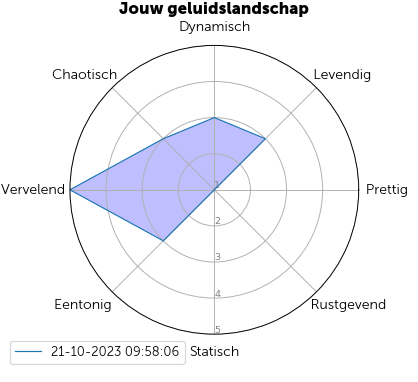 Jouw geluidslandschap
Dynamisch
Chaotisch
Levendig
Vervelend
Prettig
1
2
3
4
5
Eentonig
Rustgevend
21-10-2023 09:58:06
Statisch